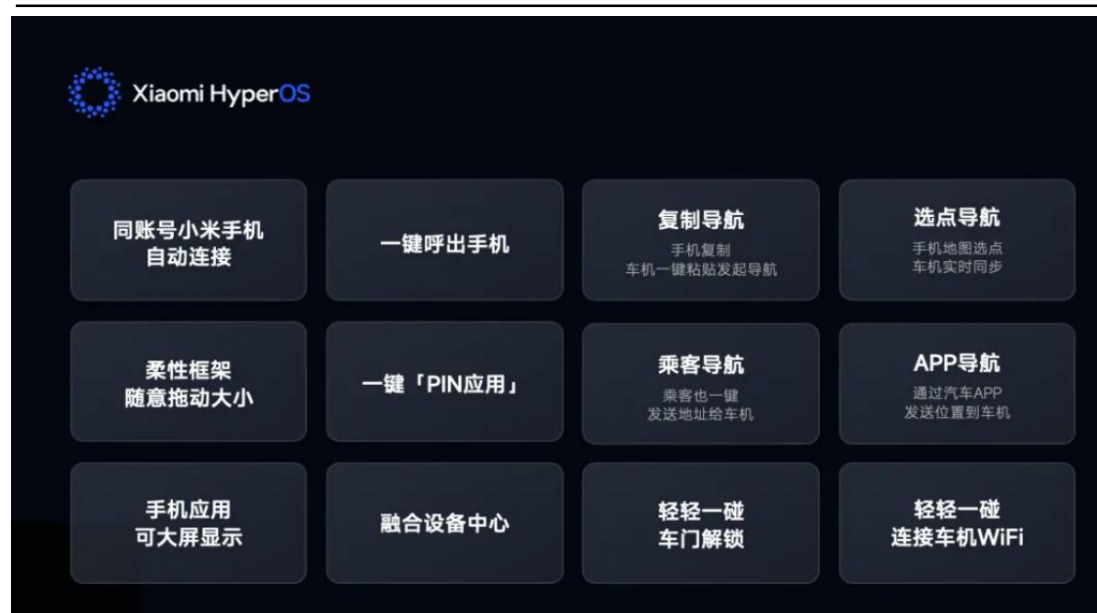 Xiaomi HyperOS
同账号小米手机
自动连接
一键呼出手机
复制导航
手机复制
车机一键粘贴发起导航
选点导航
手机地图选点
车机实时同步
柔性框架
随意拖动大小
一键「PIN应用」
乘客导航
乘客也一键
发送地址给车机
APP导航
通过汽车APP
发送位置到车机
手机应用
可大屏显示
融合设备中心
轻轻一碰
车门解锁
轻轻一碰
连接车机WiFi